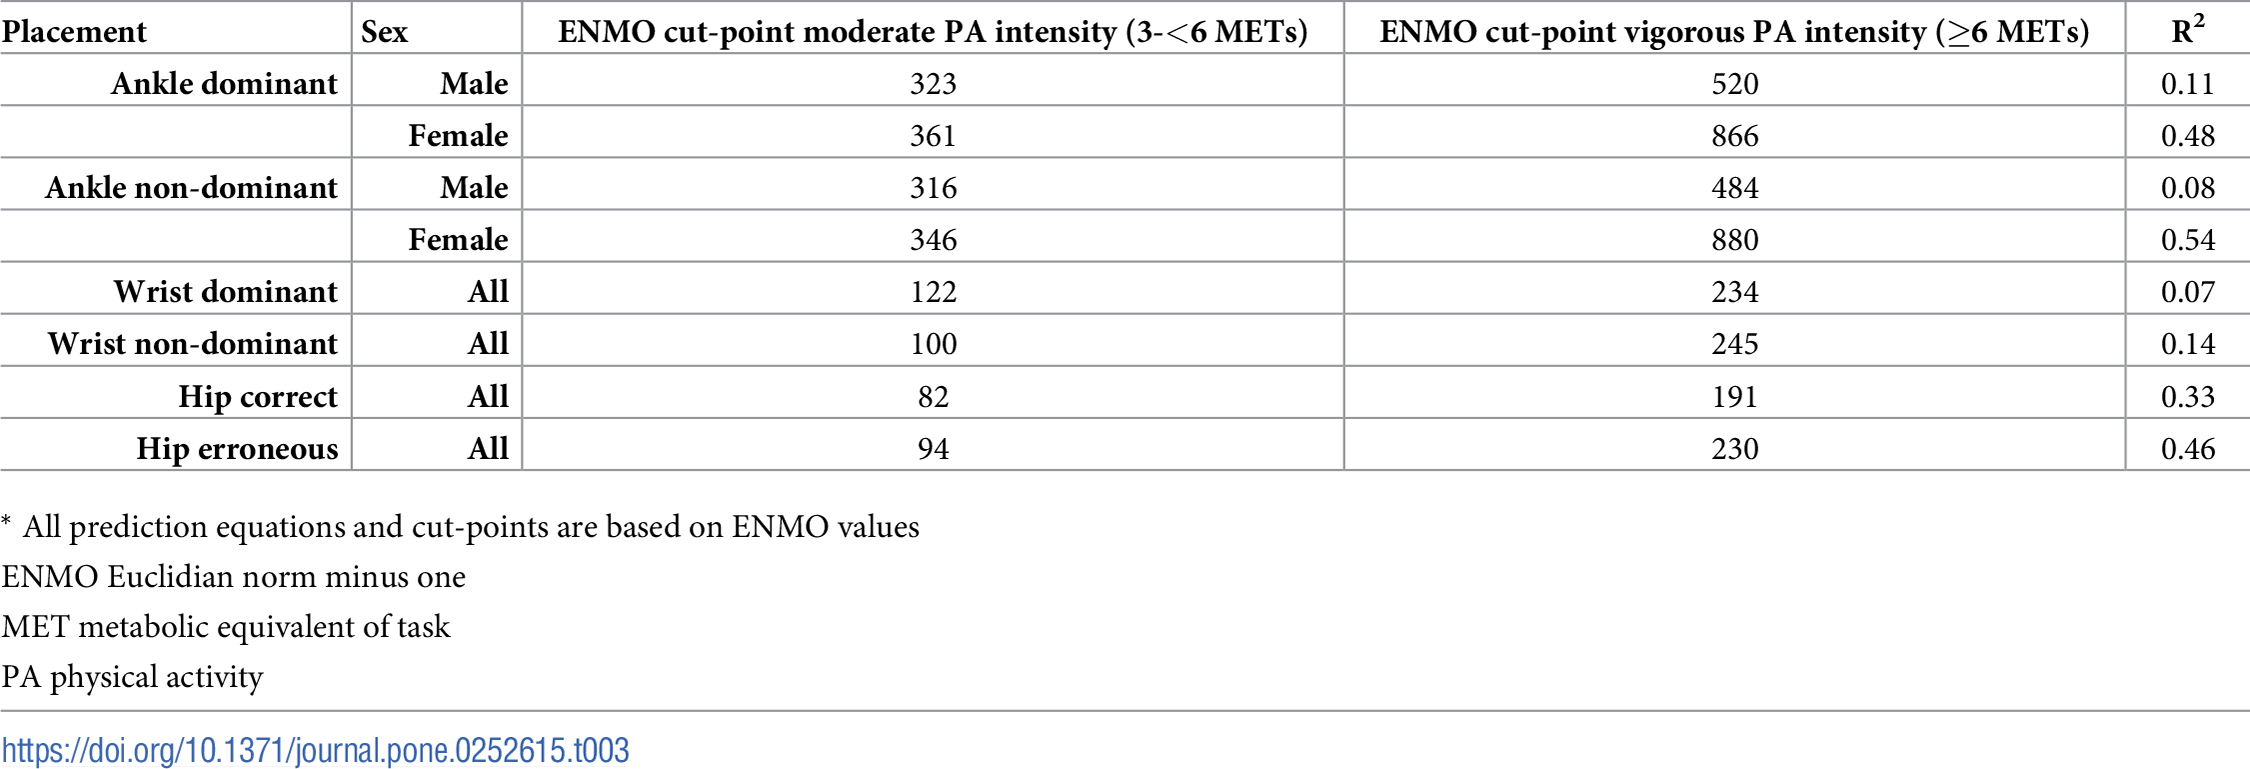 Placement Sex ENMO cut-point moderate PA intensity (3-<6 METs) ENMO cut-point vigorous PA intensity (≥6 METs) R²
Ankle dominant Male 323 520 0.11
Female 361 866 0.48
Ankle non-dominant Male 316 484 0.08
Female 346 880 0.54
Wrist dominant All 122 234 0.07
Wrist non-dominant All 100 245 0.14
Hip correct All 82 191 0.33
Hip erroneous All 94 230 0.46
* All prediction equations and cut-points are based on ENMO values
ENMO Euclidian norm minus one
MET metabolic equivalent of task
PA physical activity
https://doi.org/10.1371/journal.pone.0252615.t003